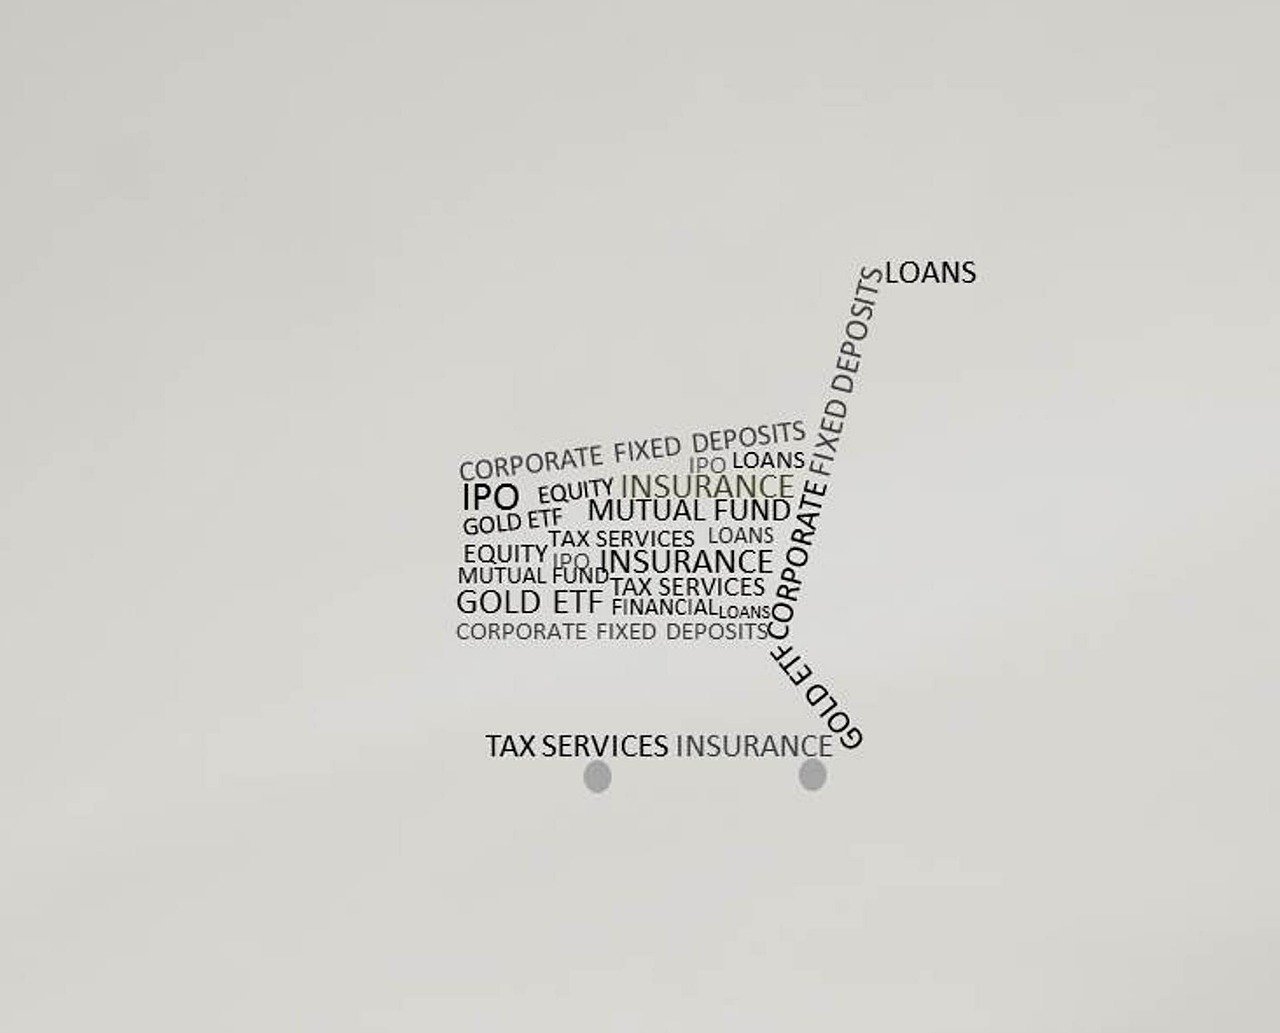 LOANS
CORPORATE FIXED DEPOSITS
CORPORATE FIXED DEPOSITS
IPO LOANS
IPO EQUITY INSURANCE
GOLD ETF MUTUAL FUND
TAX SERVICES LOANS
EQUITY IPO INSURANCE
MUTUAL FUND TAX SERVICES
GOLD ETF FINANCIAL LOANS
CORPORATE FIXED DEPOSITS
GOLD ETF
TAX SERVICES INSURANCE